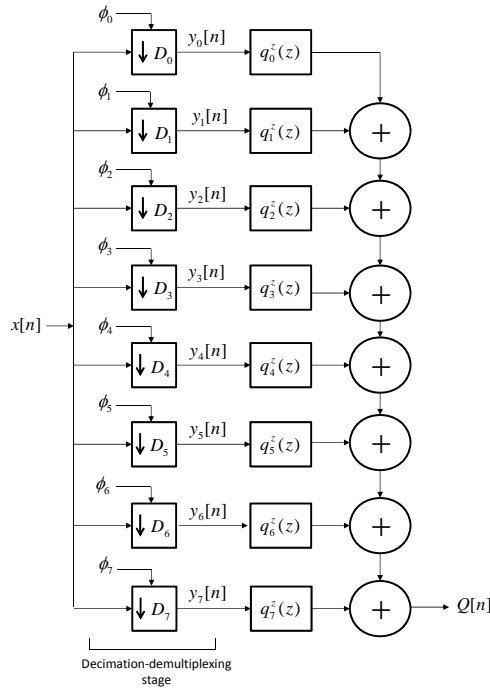 ϕ₀
↓ D₀ y₀[n] q₀ᶻ(z)
ϕ₁
↓ D₁ y₁[n] q₁ᶻ(z) +
ϕ₂
↓ D₂ y₂[n] q₂ᶻ(z) +
ϕ₃
↓ D₃ y₃[n] q₃ᶻ(z) +
x[n]
ϕ₄
↓ D₄ y₄[n] q₄ᶻ(z) +
ϕ₅
↓ D₅ y₅[n] q₅ᶻ(z) +
ϕ₆
↓ D₆ y₆[n] q₆ᶻ(z) +
ϕ₇
↓ D₇ y₇[n] q₇ᶻ(z) + Q[n]
Decimation-demultiplexing
stage